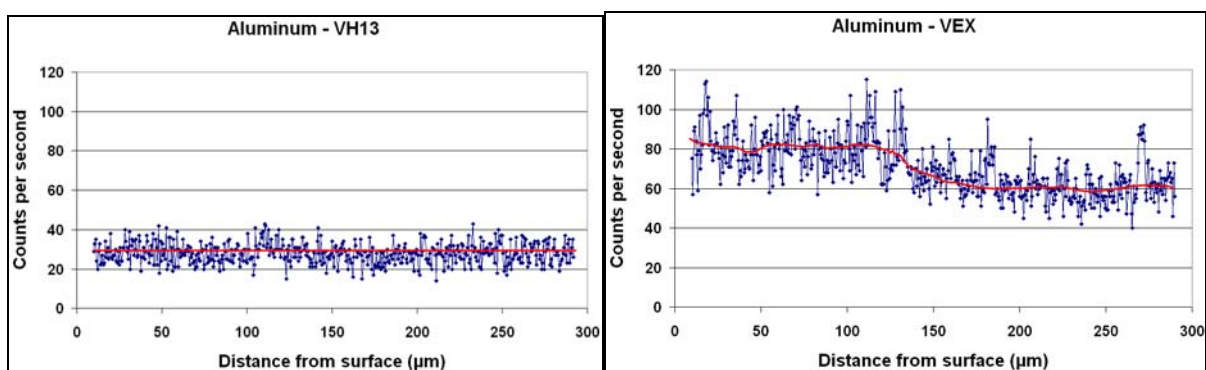 Aluminum - VH13
Counts per second
120
100
80
60
40
20
0
0 50 100 150 200 250 300
Distance from surface (µm)
Aluminum - VEX
Counts per second
120
100
80
60
40
20
0
0 50 100 150 200 250 300
Distance from surface (µm)